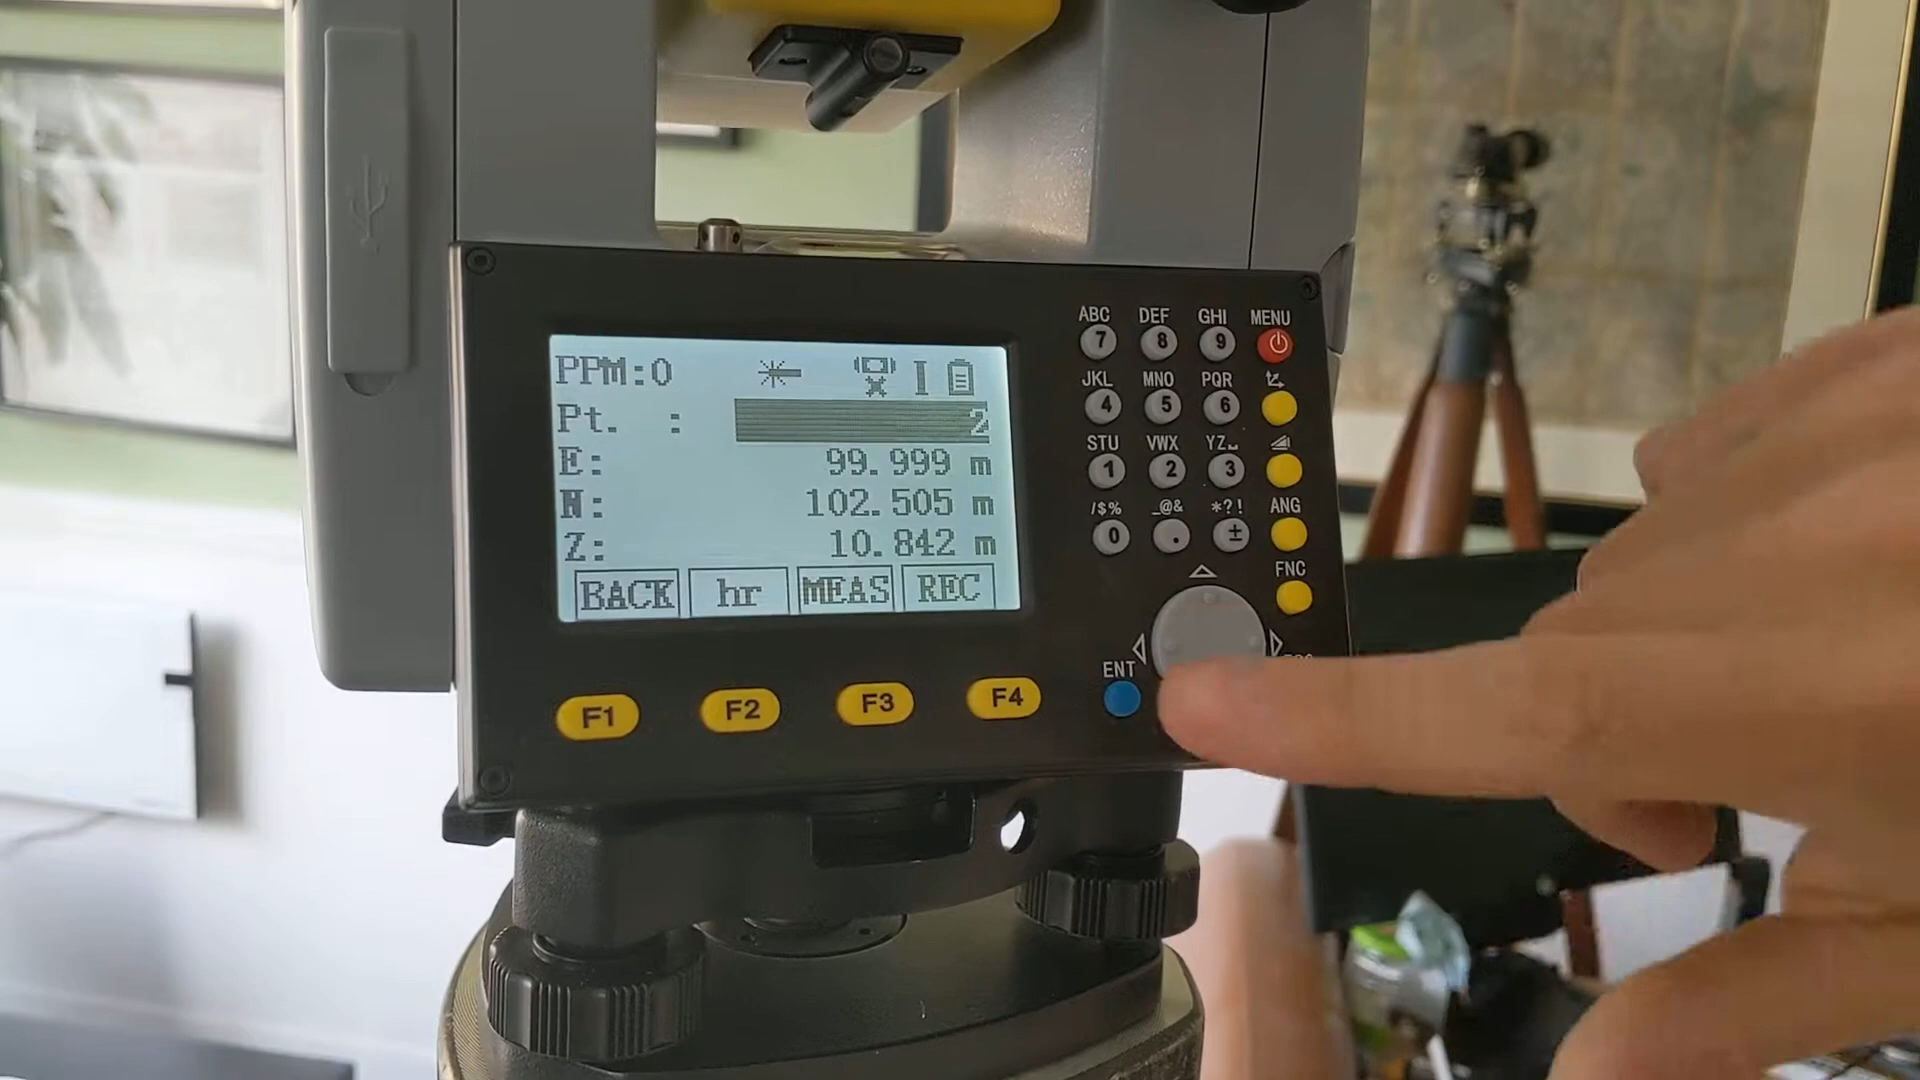 PPM:0
Pt. : 2
E: 99.999 m
N: 102.505 m
Z: 10.842 m
BACK hr MEAS REC
F1 F2 F3 F4
ABC DEF GHI MENU
7 8 9
JKL MNO PQR
4 5 6
STU VWX YZ
1 2 3
/$% _@& *?! ANG
0 . ±
FNC
ENT